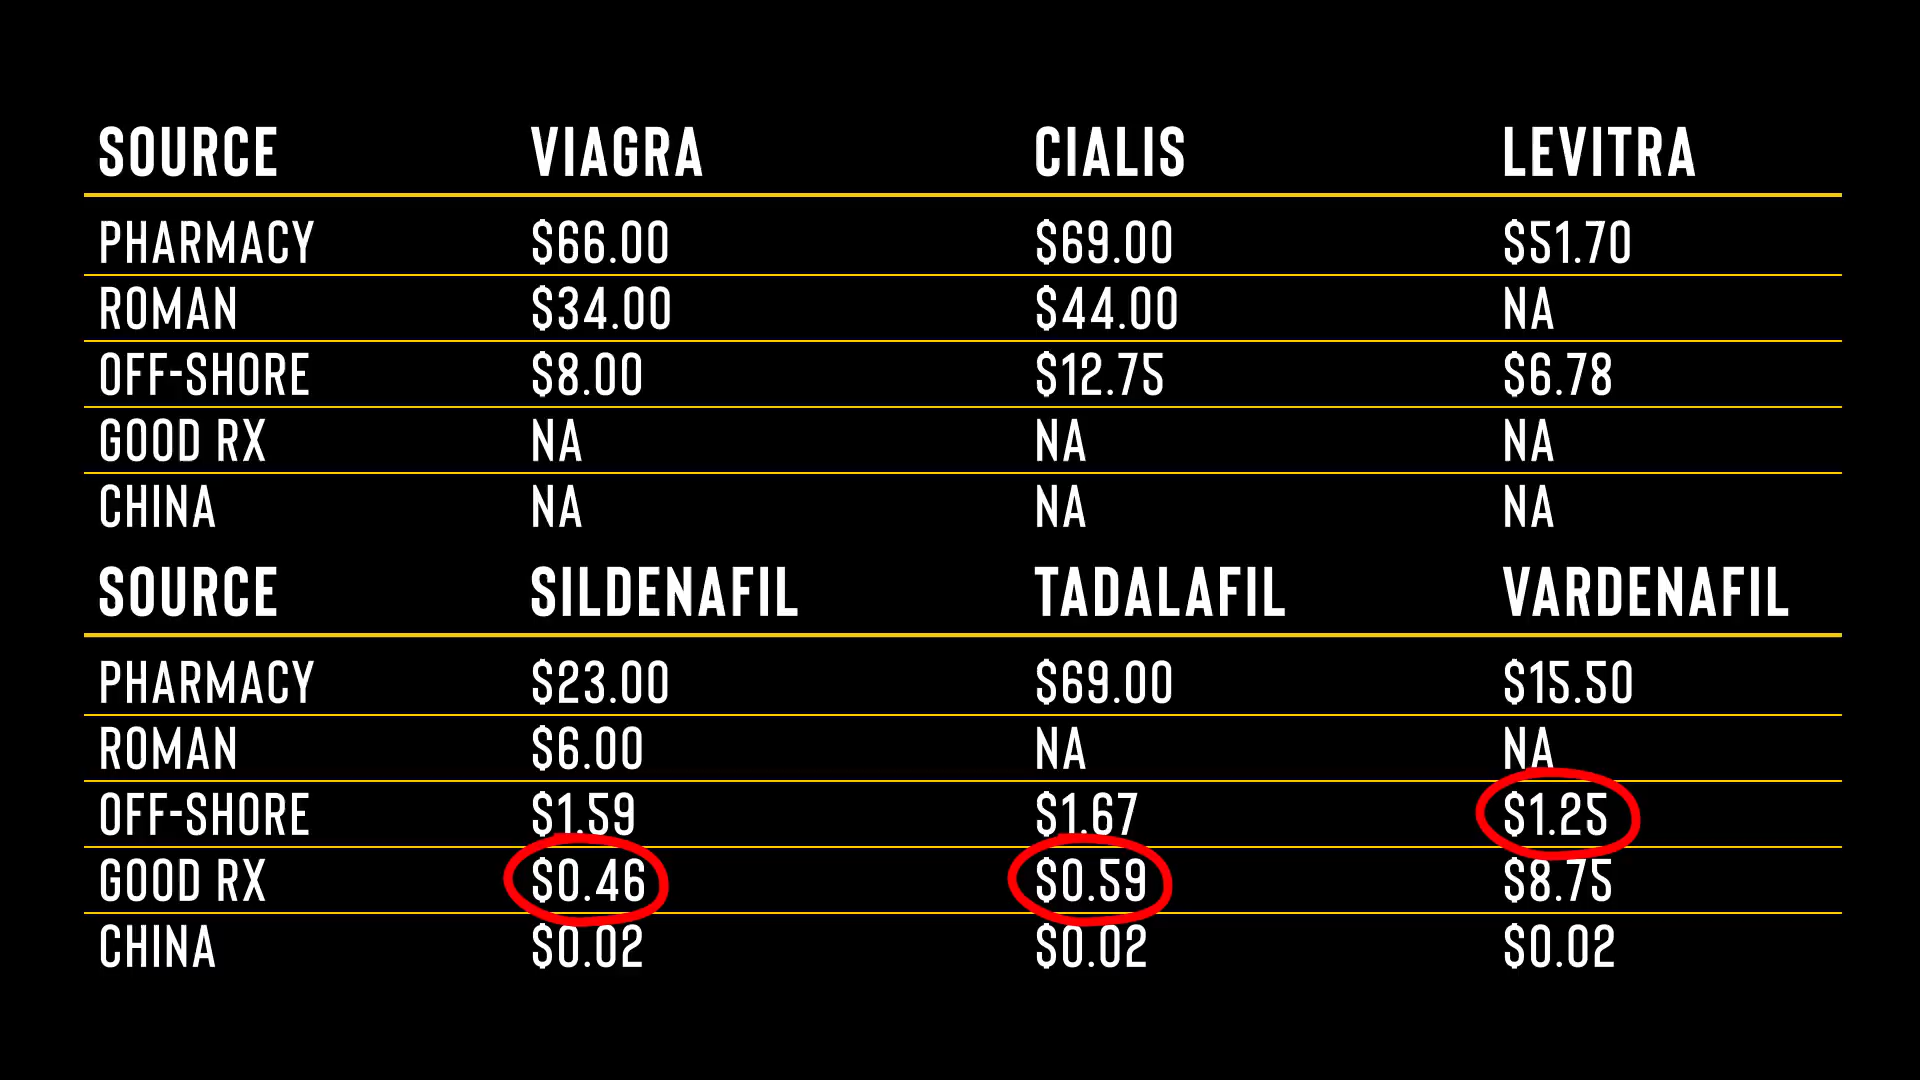 SOURCE VIAGRA CIALIS LEVITRA
PHARMACY $66.00 $69.00 $51.70
ROMAN $34.00 $44.00 NA
OFF-SHORE $8.00 $12.75 $6.78
GOOD RX NA NA NA
CHINA NA NA NA
SOURCE SILDENAFIL TADALAFIL VARDENAFIL
PHARMACY $23.00 $69.00 $15.50
ROMAN $6.00 NA NA
OFF-SHORE $1.59 $1.67 $1.25
GOOD RX $0.46 $0.59 $8.75
CHINA $0.02 $0.02 $0.02